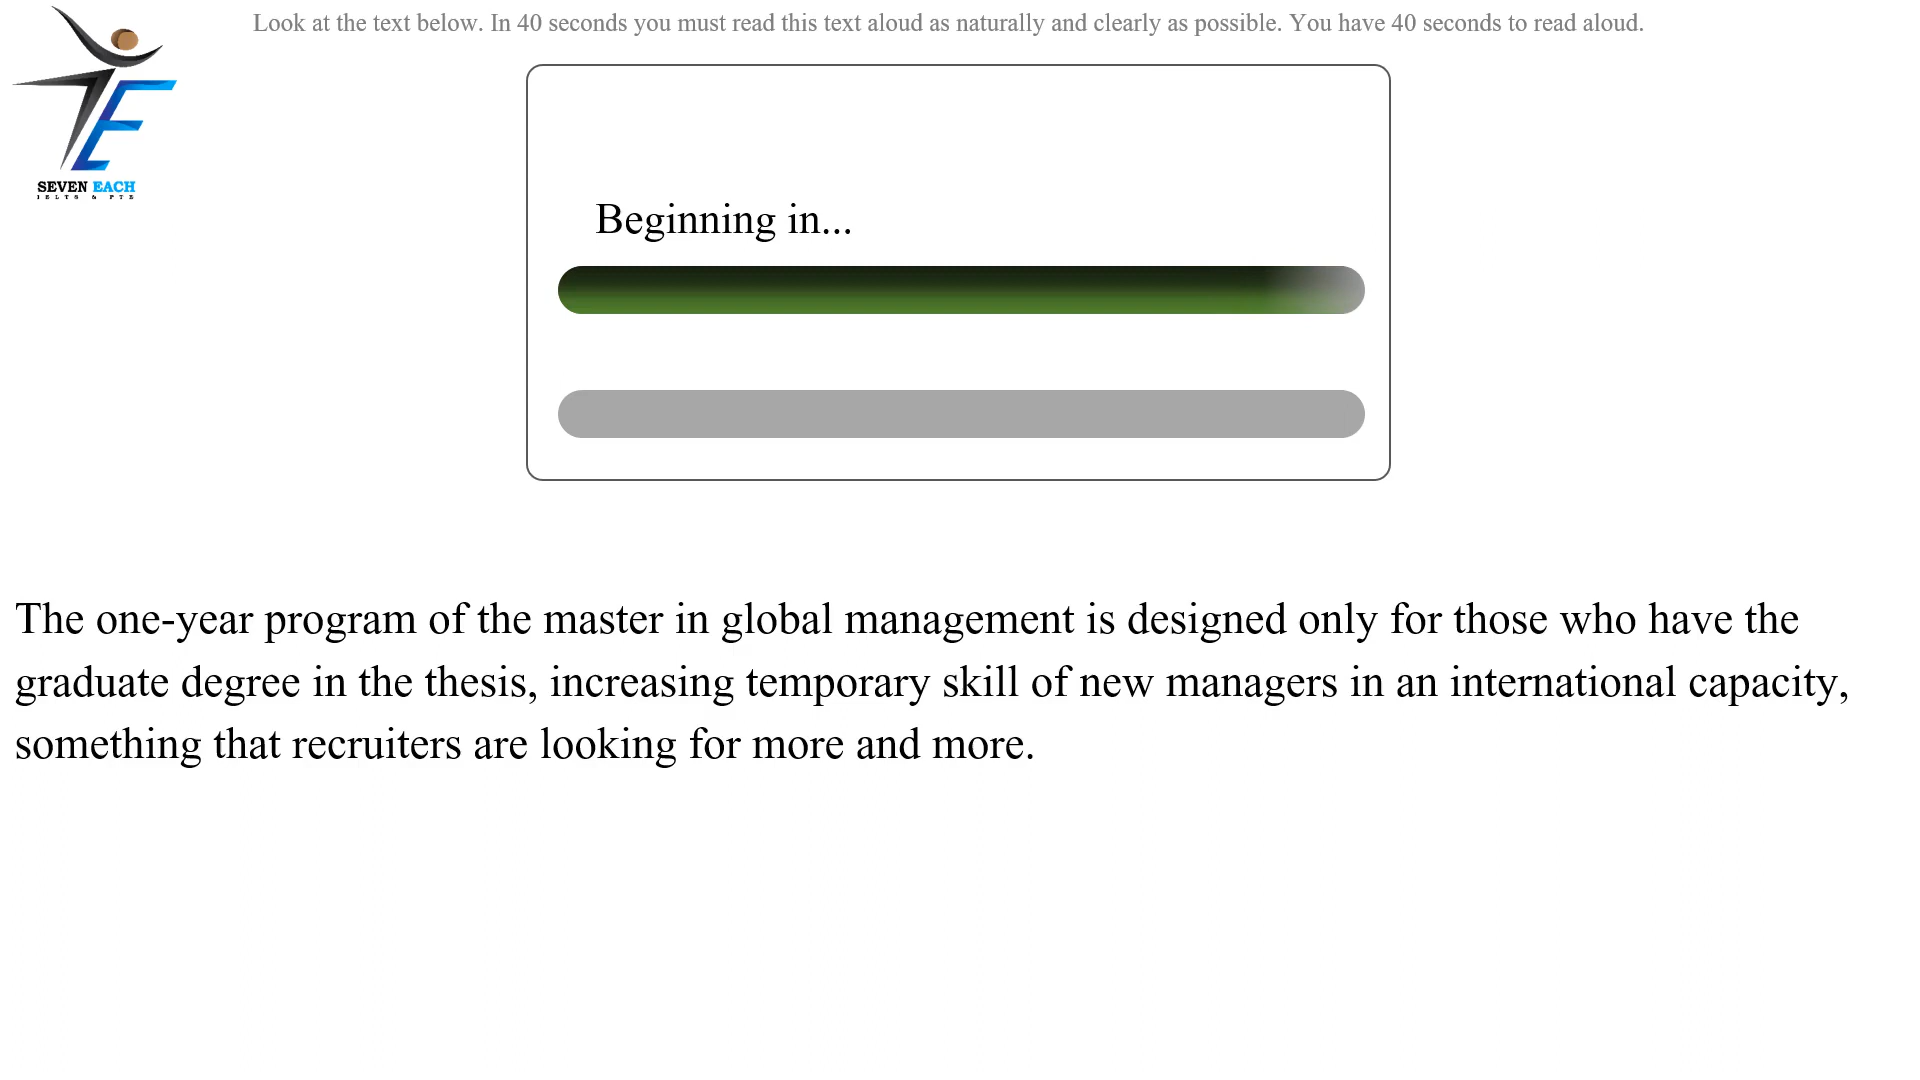 Look at the text below. In 40 seconds you must read this text aloud as naturally and clearly as possible. You have 40 seconds to read aloud.
SEVEN EACH
IELTS & PTE
Beginning in...
The one-year program of the master in global management is designed only for those who have the
graduate degree in the thesis, increasing temporary skill of new managers in an international capacity,
something that recruiters are looking for more and more.